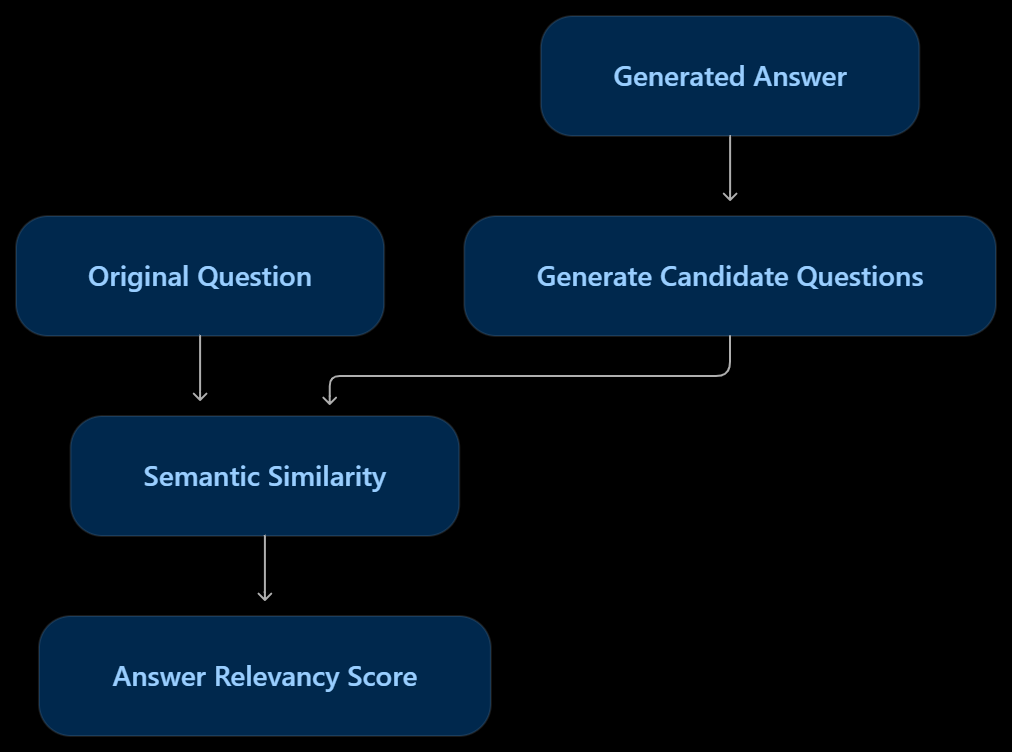 Generated Answer
Original Question
Generate Candidate Questions
Semantic Similarity
Answer Relevancy Score